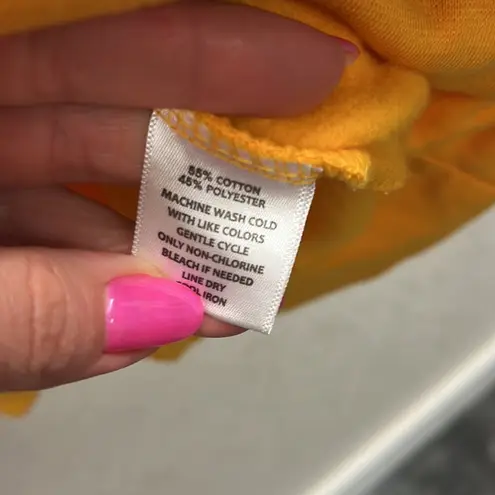 55% COTTON
45% POLYESTER
MACHINE WASH COLD
WITH LIKE COLORS
GENTLE CYCLE
ONLY NON-CHLORINE
BLEACH IF NEEDED
LINE DRY
COOL IRON